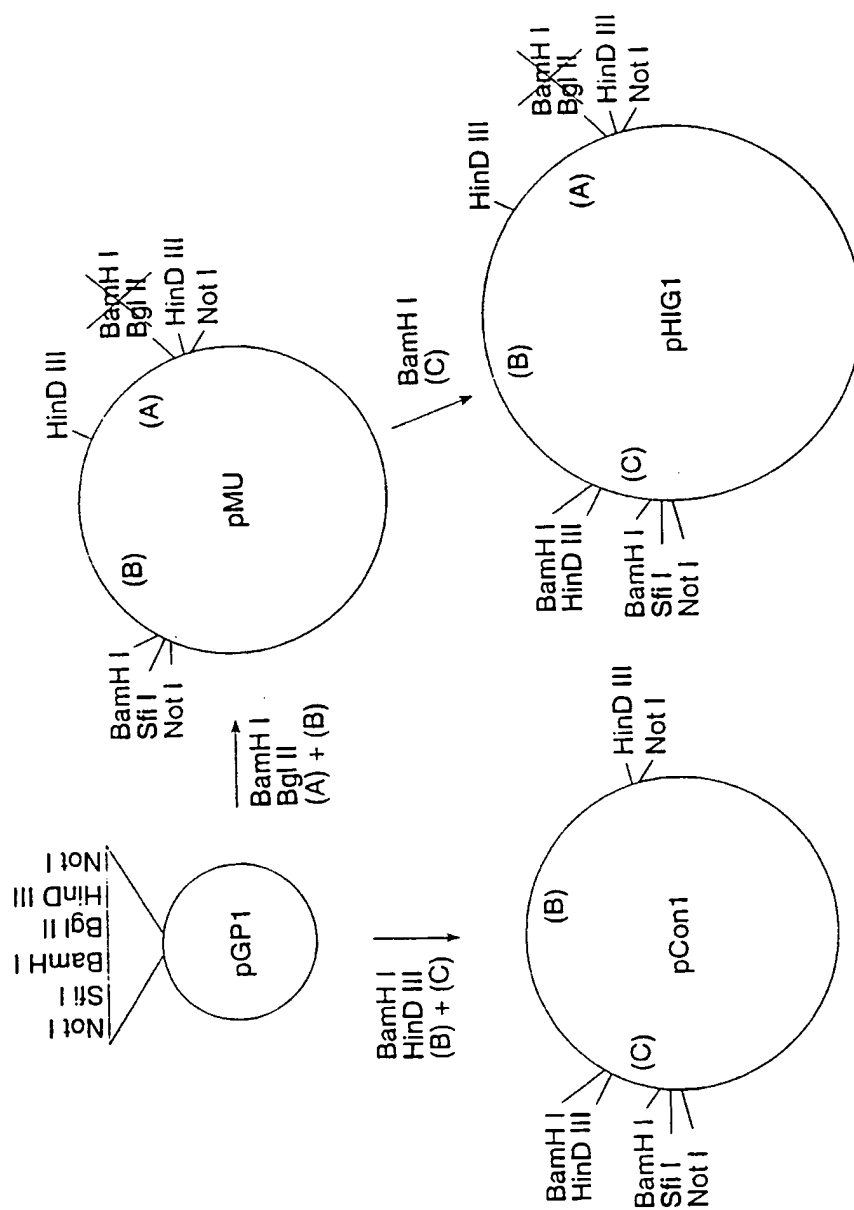 Not I
Sfi I
BamH I
Bgl II
HinD III
Not I
pGP1
BamH I
Bgl II
(A) + (B)
BamH I
Sfi I
Not I
(B)
HinD III
(A)
BamH I
Bgl II
HinD III
Not I
pMU
BamH I
HinD III
(B) + (C)
BamH I
(C)
BamH I
HinD III
(C)
BamH I
Sfi I
Not I
(B)
HinD III
Not I
pCon1
BamH I
HinD III
(C)
BamH I
Sfi I
Not I
(B)
HinD III
(A)
BamH I
Bgl II
HinD III
Not I
pHIG1